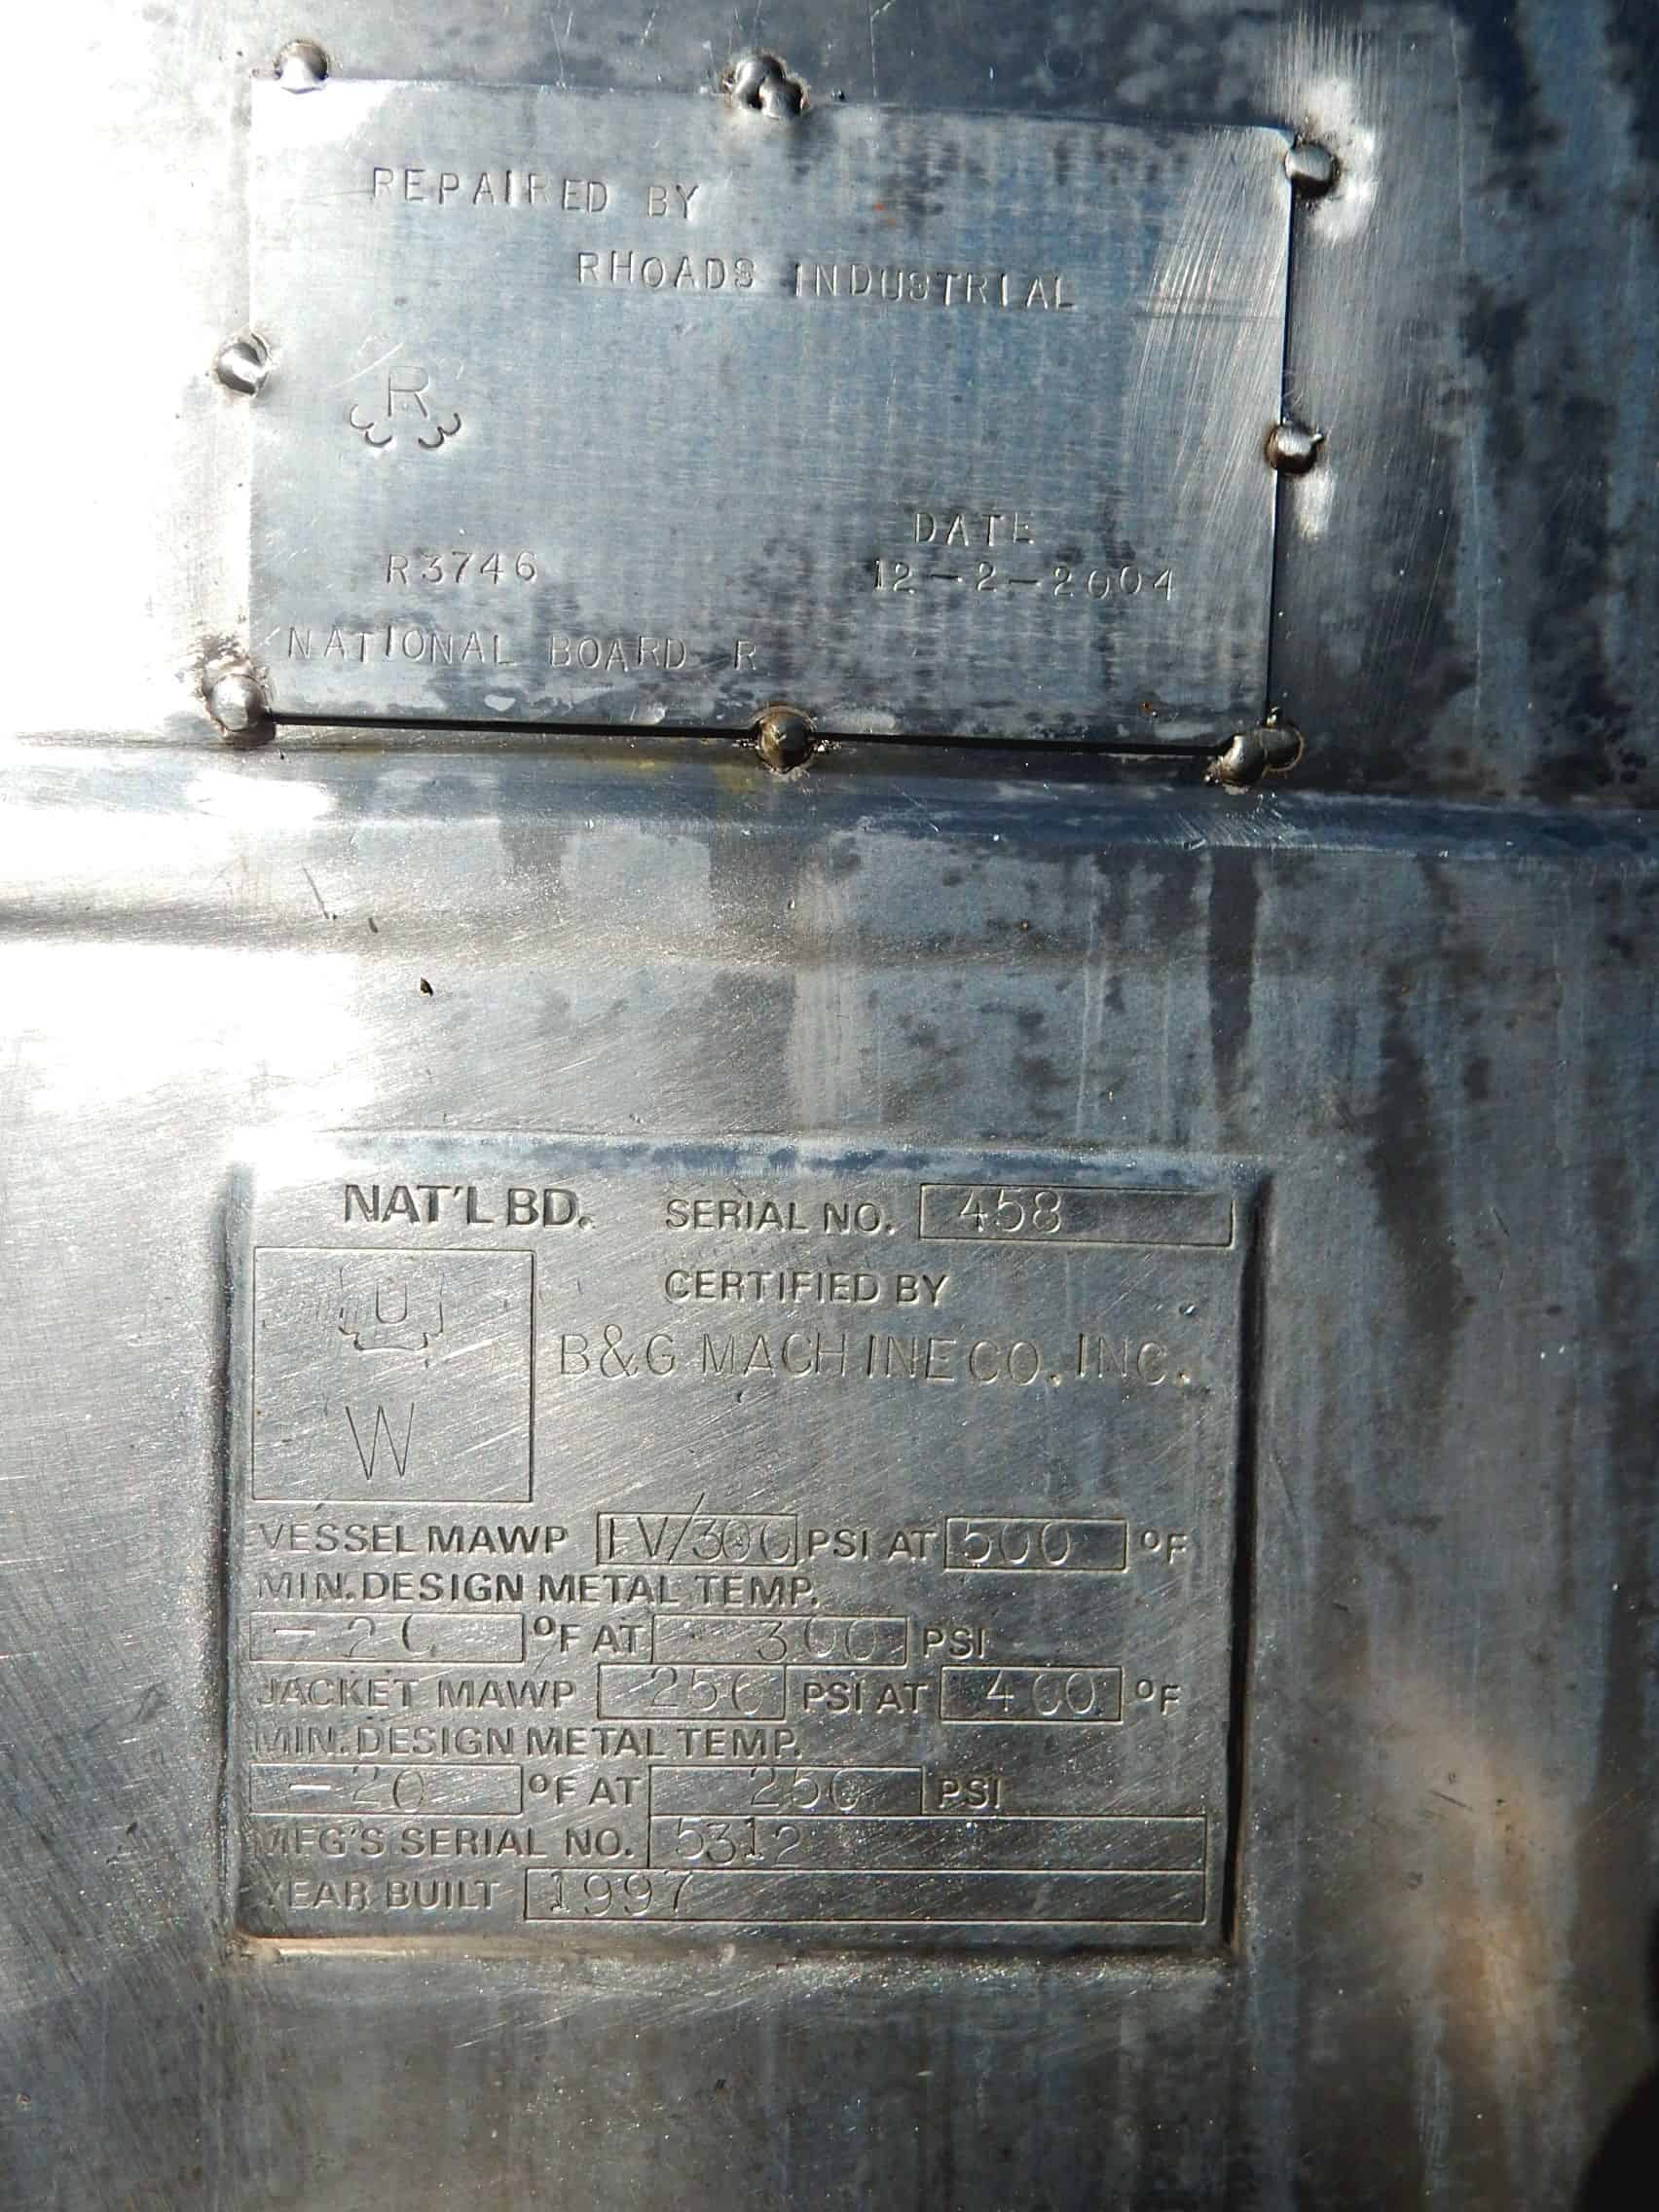 REPAIRED BY
RHOADS INDUSTRIAL
R
DATE
R3746
12-2-2004
NATIONAL BOARD R
NAT'L BD. SERIAL NO. 458
U
CERTIFIED BY
B&G MACHINE CO. INC.
W
VESSEL MAWP FV/300 PSI AT 500 °F
MIN. DESIGN METAL TEMP.
-20 °F AT 300 PSI
JACKET MAWP 250 PSI AT 400 °F
MIN. DESIGN METAL TEMP.
-20 °F AT 250 PSI
MFG'S SERIAL NO. 5312
YEAR BUILT 1997